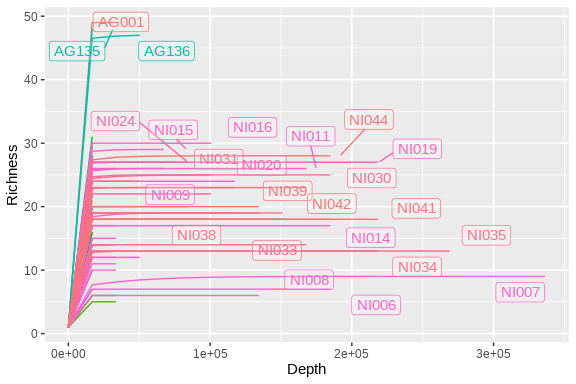 50
AG001
AG135 AG136
40
NI024 NI015 NI016 NI011 NI044
30
NI031 NI020 NI019
NI030
NI009 NI039 NI042 NI041
20
NI038 NI033 NI014 NI035
10
NI008 NI034
NI006 NI007
0
Richness
0e+00 1e+05 2e+05 3e+05
Depth